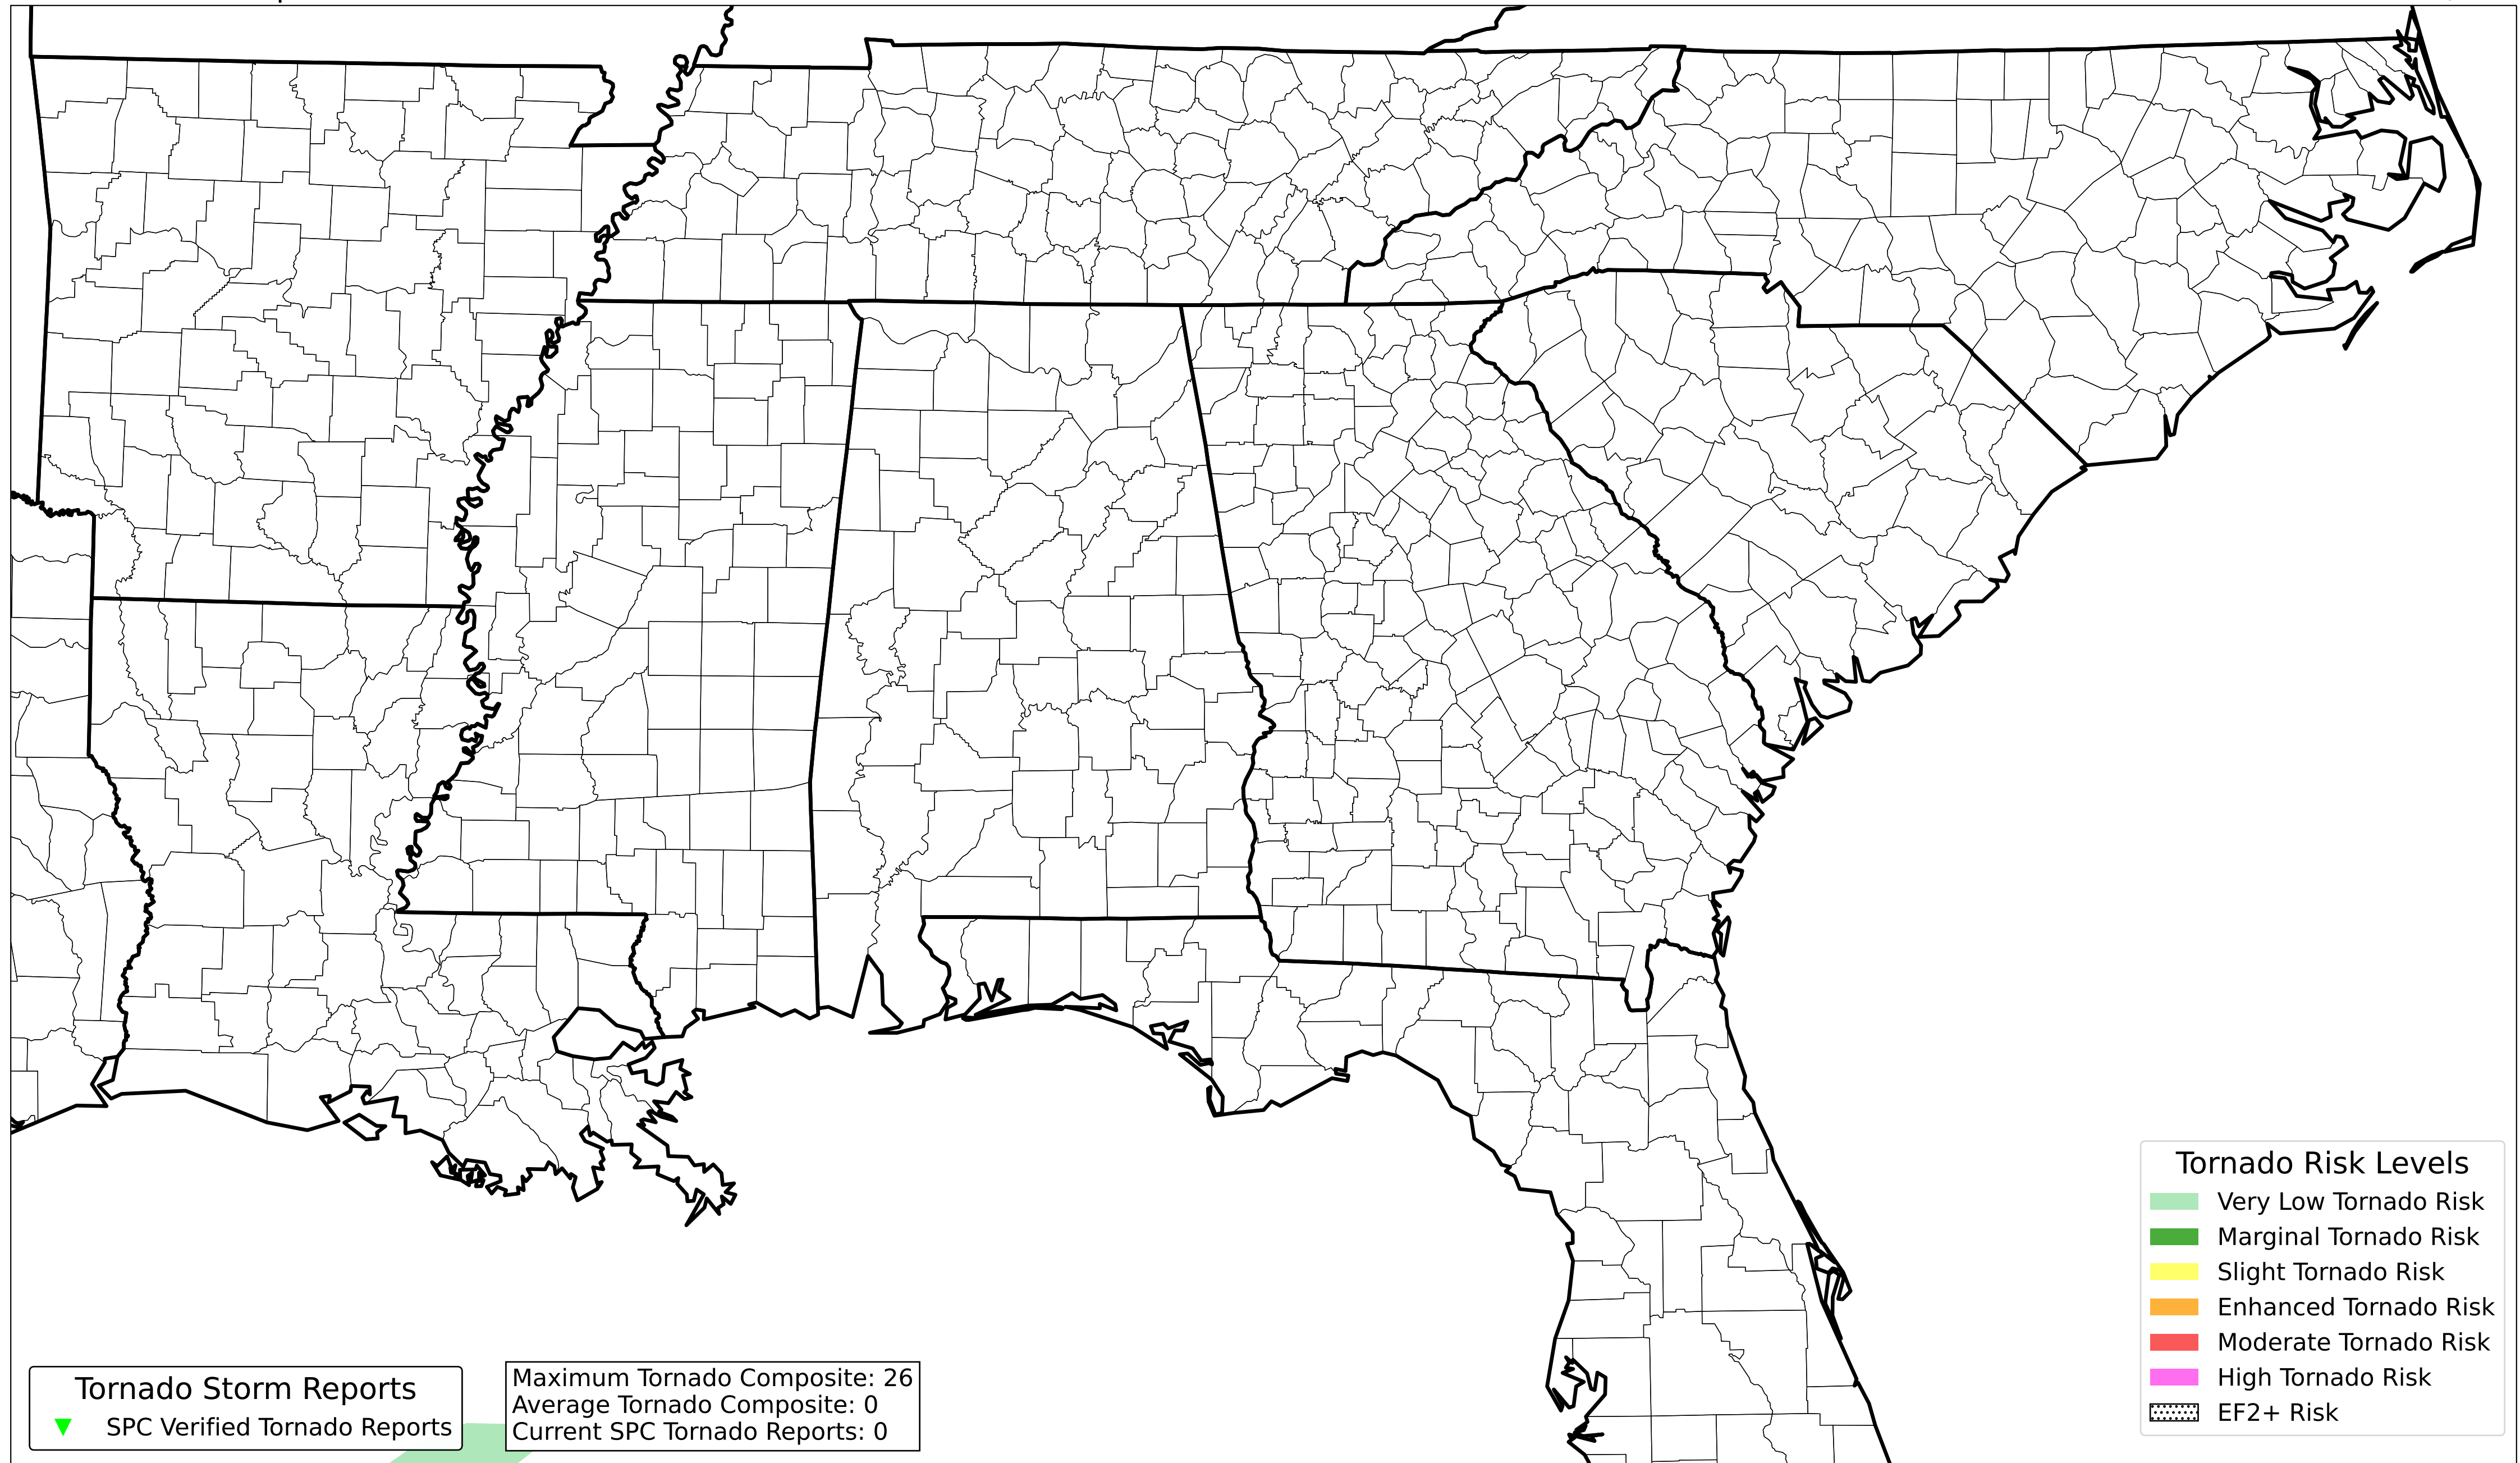 Tornado Storm Reports
SPC Verified Tornado Reports
Maximum Tornado Composite: 26
Average Tornado Composite: 0
Current SPC Tornado Reports: 0
Tornado Risk Levels
Very Low Tornado Risk
Marginal Tornado Risk
Slight Tornado Risk
Enhanced Tornado Risk
Moderate Tornado Risk
High Tornado Risk
EF2+ Risk